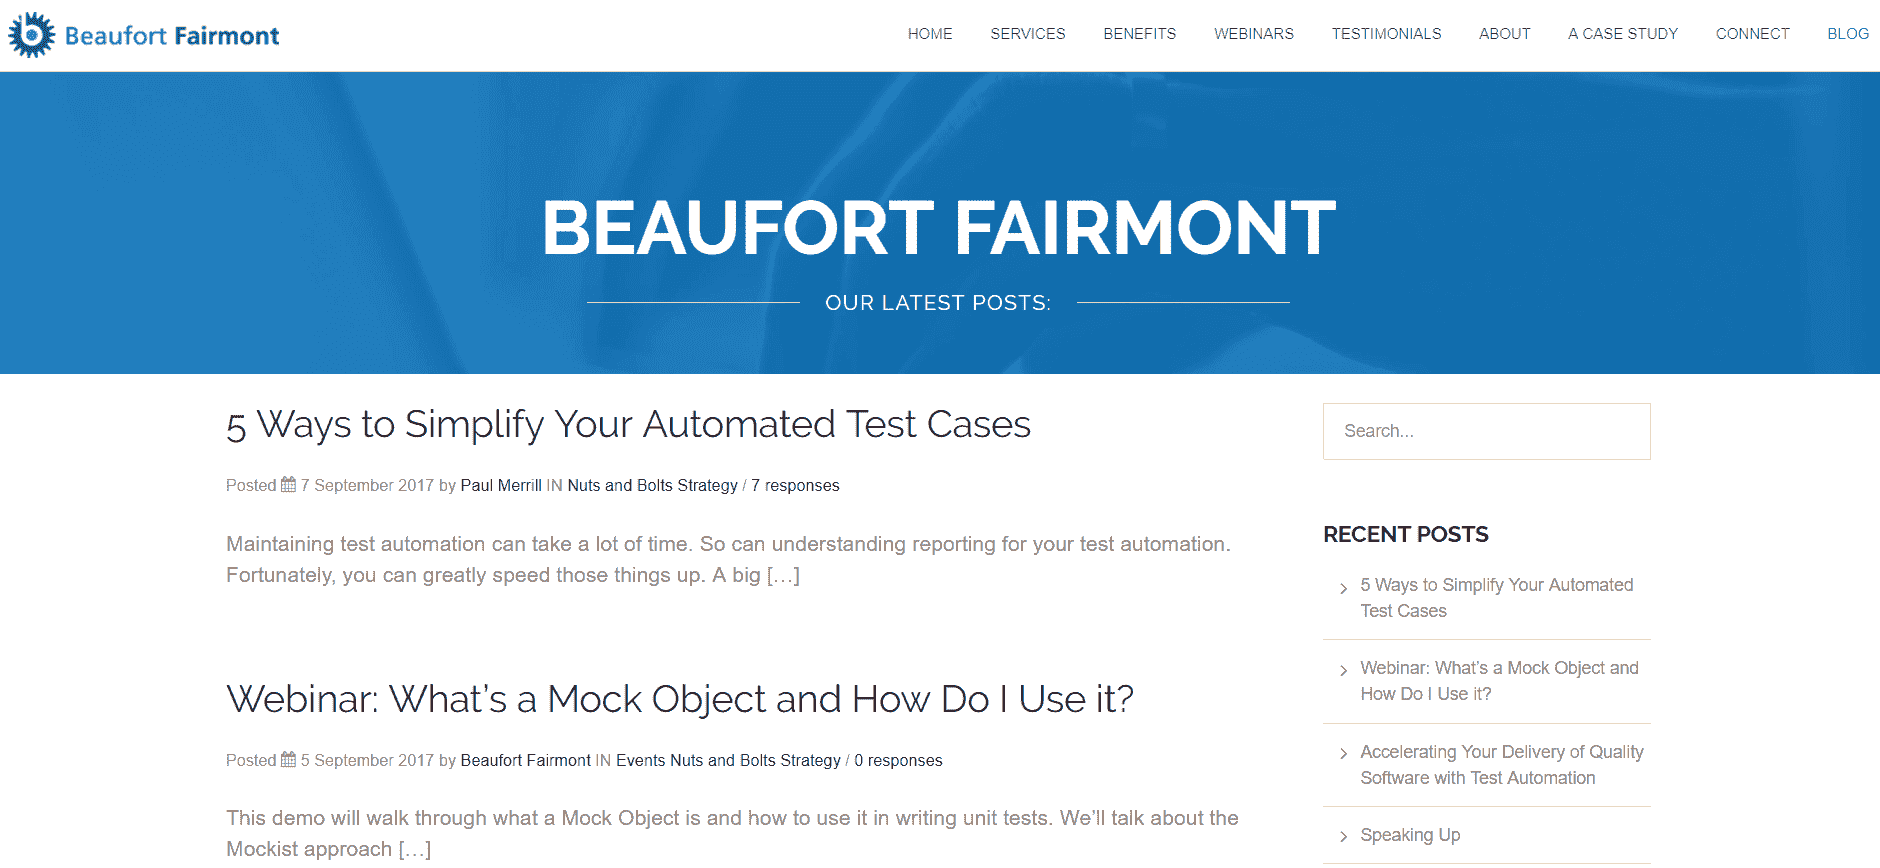 Beaufort Fairmont
HOME SERVICES BENEFITS WEBINARS TESTIMONIALS ABOUT A CASE STUDY CONNECT BLOG
BEAUFORT FAIRMONT
OUR LATEST POSTS:
5 Ways to Simplify Your Automated Test Cases
Posted 7 September 2017 by Paul Merrill IN Nuts and Bolts Strategy / 7 responses
Maintaining test automation can take a lot of time. So can understanding reporting for your test automation.
Fortunately, you can greatly speed those things up. A big […]
Webinar: What’s a Mock Object and How Do I Use it?
Posted 5 September 2017 by Beaufort Fairmont IN Events Nuts and Bolts Strategy / 0 responses
This demo will walk through what a Mock Object is and how to use it in writing unit tests. We’ll talk about the
Mockist approach […]
Search...
RECENT POSTS
5 Ways to Simplify Your Automated
Test Cases
Webinar: What’s a Mock Object and
How Do I Use it?
Accelerating Your Delivery of Quality
Software with Test Automation
Speaking Up